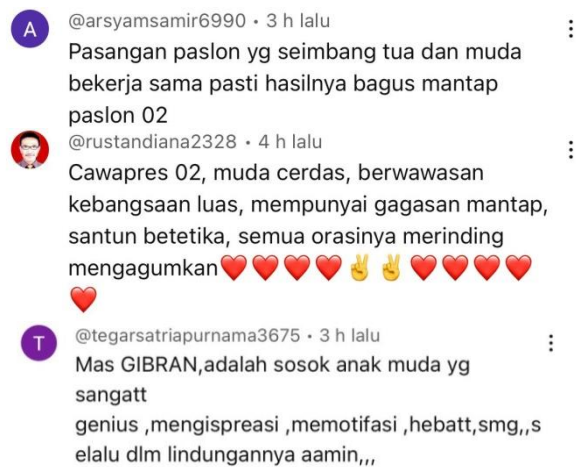 A
@arsyamsamir6990 • 3 h lalu
Pasangan paslon yg seimbang tua dan muda
bekerja sama pasti hasilnya bagus mantap
paslon 02
@rustandiana2328 • 4 h lalu
Cawapres 02, muda cerdas, berwawasan
kebangsaan luas, mempunyai gagasan mantap,
santun betetika, semua orasinya merinding
mengagumkan❤️❤️❤️❤️✌️✌️❤️❤️❤️❤️
❤️
T
@tegarsatriapurnama3675 • 3 h lalu
Mas GIBRAN,adalah sosok anak muda yg
sangatt
genius ,mengispreasi ,memotifasi ,hebatt,smg,,s
elalu dlm lindungannya aamin,,,